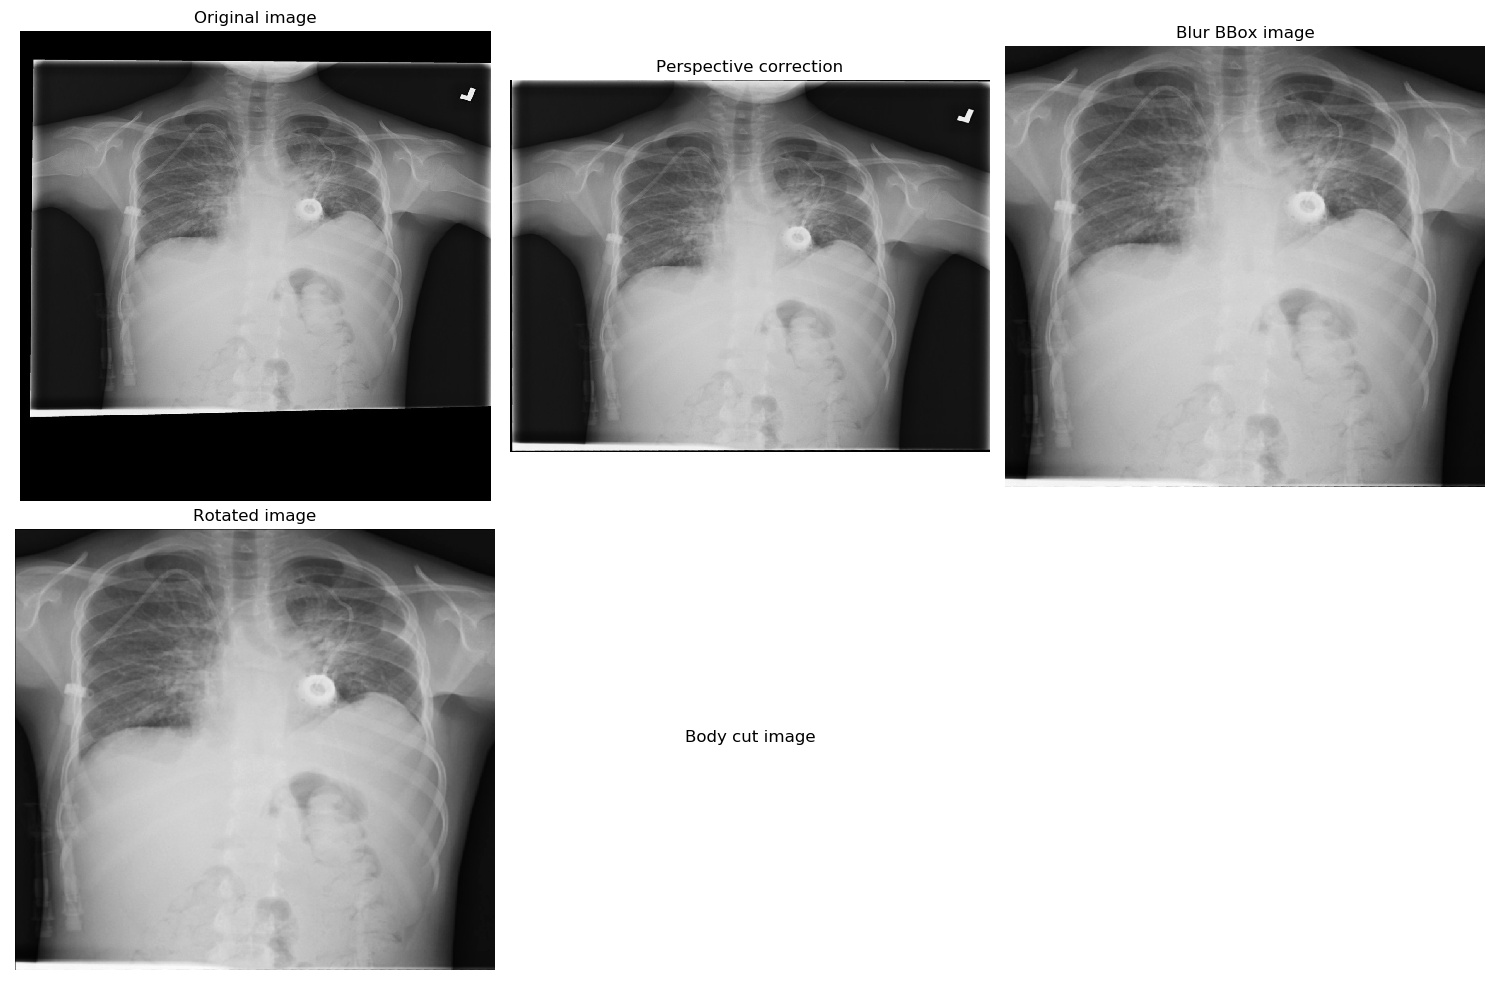 Original image
Perspective correction
Blur BBox image
Rotated image
Body cut image